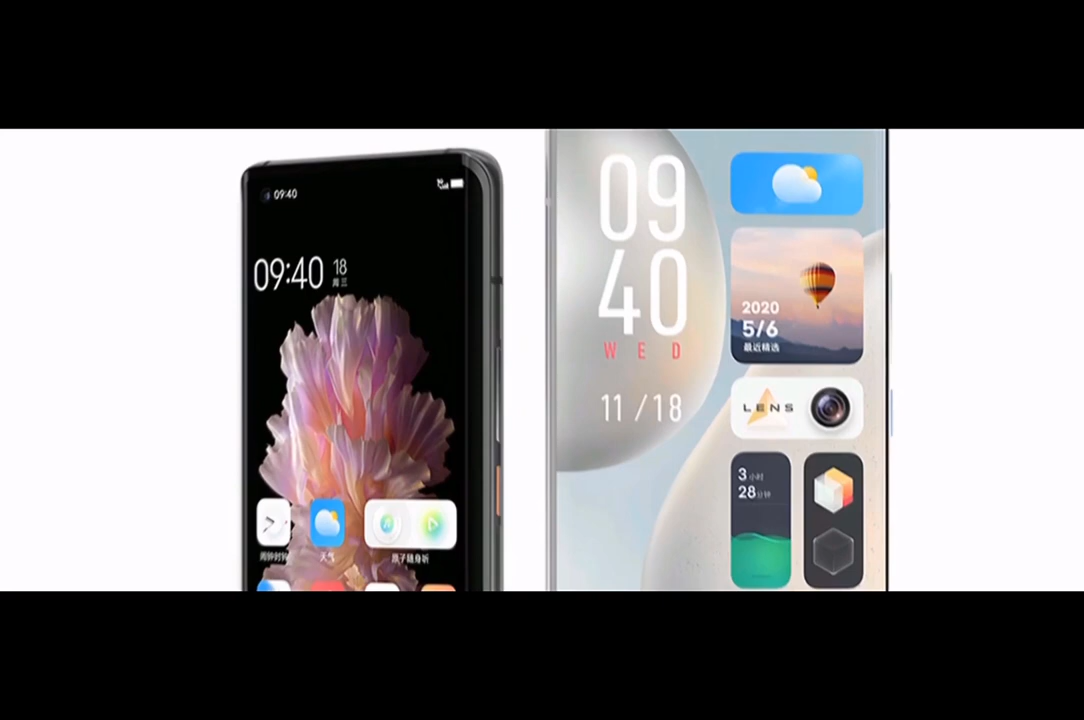 09:40
09:40
18
周三
闹钟时钟
天气
原子随身听
09
40
WED
11/18
2020
5/6
最近精选
LENS
3小时
28分钟